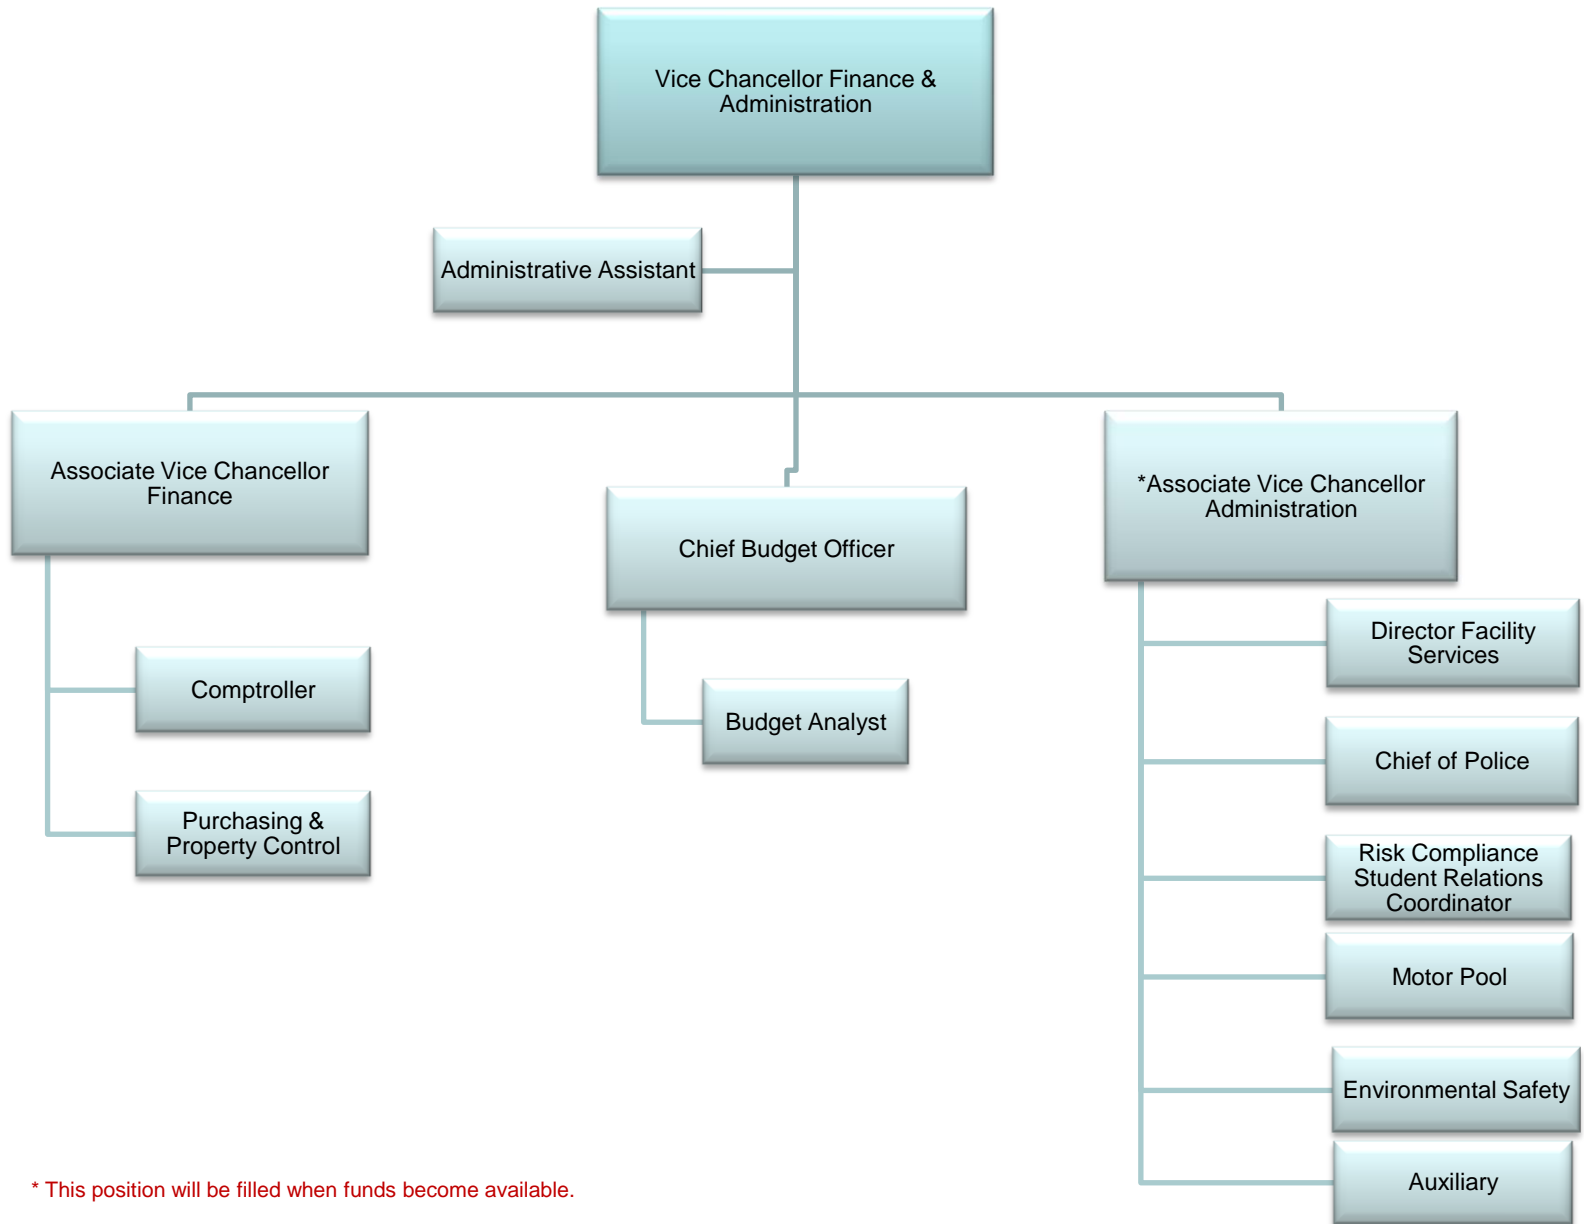 Vice Chancellor Finance &
Administration
Administrative Assistant
Associate Vice Chancellor
Finance
Chief Budget Officer
*Associate Vice Chancellor
Administration
Comptroller
Purchasing &
Property Control
Budget Analyst
Director Facility
Services
Chief of Police
Risk Compliance
Student Relations
Coordinator
Motor Pool
Environmental Safety
Auxiliary
* This position will be filled when funds become available.